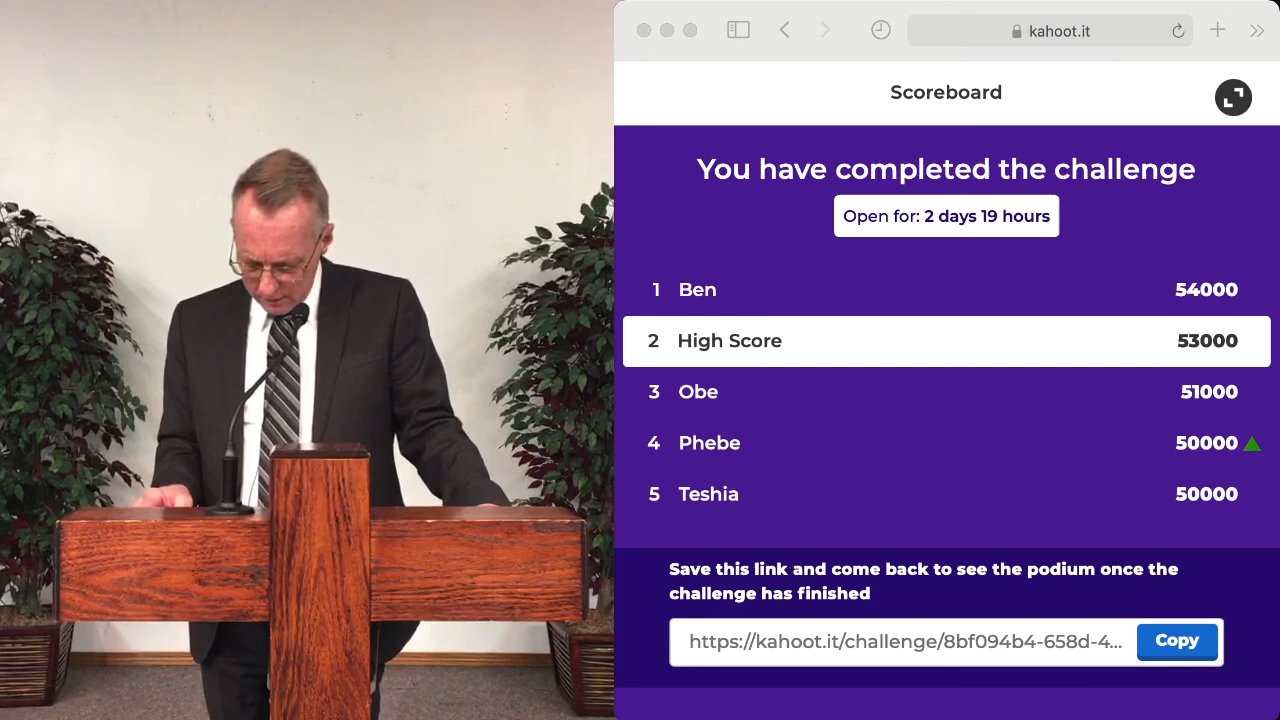 kahoot.it
Scoreboard
You have completed the challenge
Open for: 2 days 19 hours
1 Ben 54000
2 High Score 53000
3 Obe 51000
4 Phebe 50000
5 Teshia 50000
Save this link and come back to see the podium once the
challenge has finished
https://kahoot.it/challenge/8bf094b4-658d-4... Copy